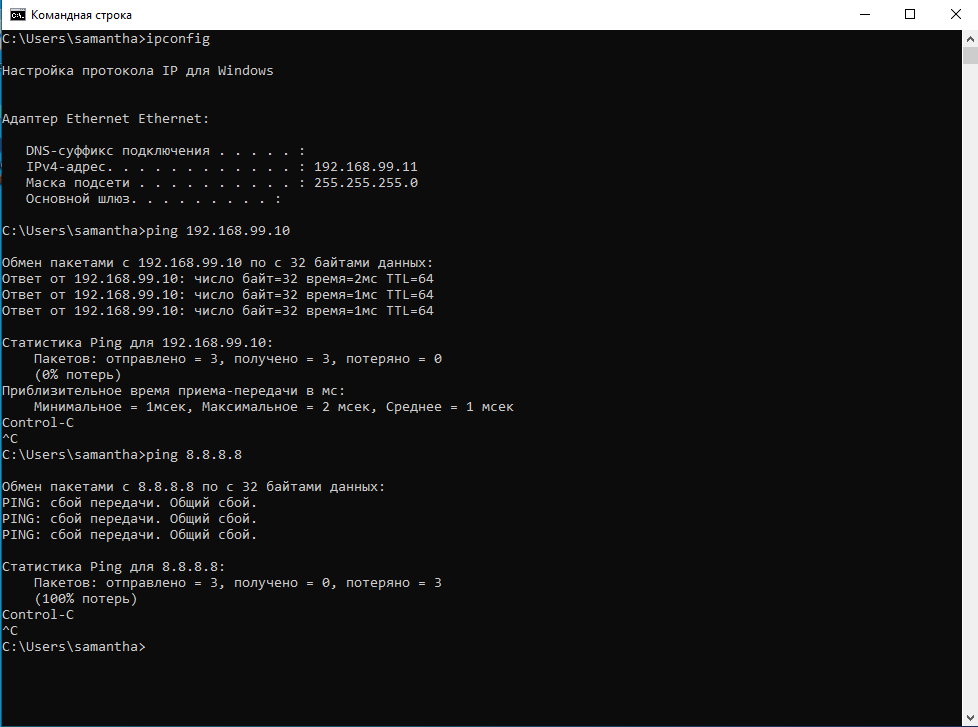 Командная строка
C:\Users\samantha>ipconfig
Настройка протокола IP для Windows
Адаптер Ethernet Ethernet:
DNS-суффикс подключения . . . . . :
IPv4-адрес. . . . . . . . . . . . : 192.168.99.11
Маска подсети . . . . . . . . . . : 255.255.255.0
Основной шлюз. . . . . . . . . :
C:\Users\samantha>ping 192.168.99.10
Обмен пакетами с 192.168.99.10 по с 32 байтами данных:
Ответ от 192.168.99.10: число байт=32 время=2мс TTL=64
Ответ от 192.168.99.10: число байт=32 время=1мс TTL=64
Ответ от 192.168.99.10: число байт=32 время=1мс TTL=64
Статистика Ping для 192.168.99.10:
Пакетов: отправлено = 3, получено = 3, потеряно = 0
(0% потерь)
Приблизительное время приема-передачи в мс:
Минимальное = 1мсек, Максимальное = 2 мсек, Среднее = 1 мсек
Control-C
^C
C:\Users\samantha>ping 8.8.8.8
Обмен пакетами с 8.8.8.8 по с 32 байтами данных:
PING: сбой передачи. Общий сбой.
PING: сбой передачи. Общий сбой.
PING: сбой передачи. Общий сбой.
Статистика Ping для 8.8.8.8:
Пакетов: отправлено = 3, получено = 0, потеряно = 3
(100% потерь)
Control-C
^C
C:\Users\samantha>